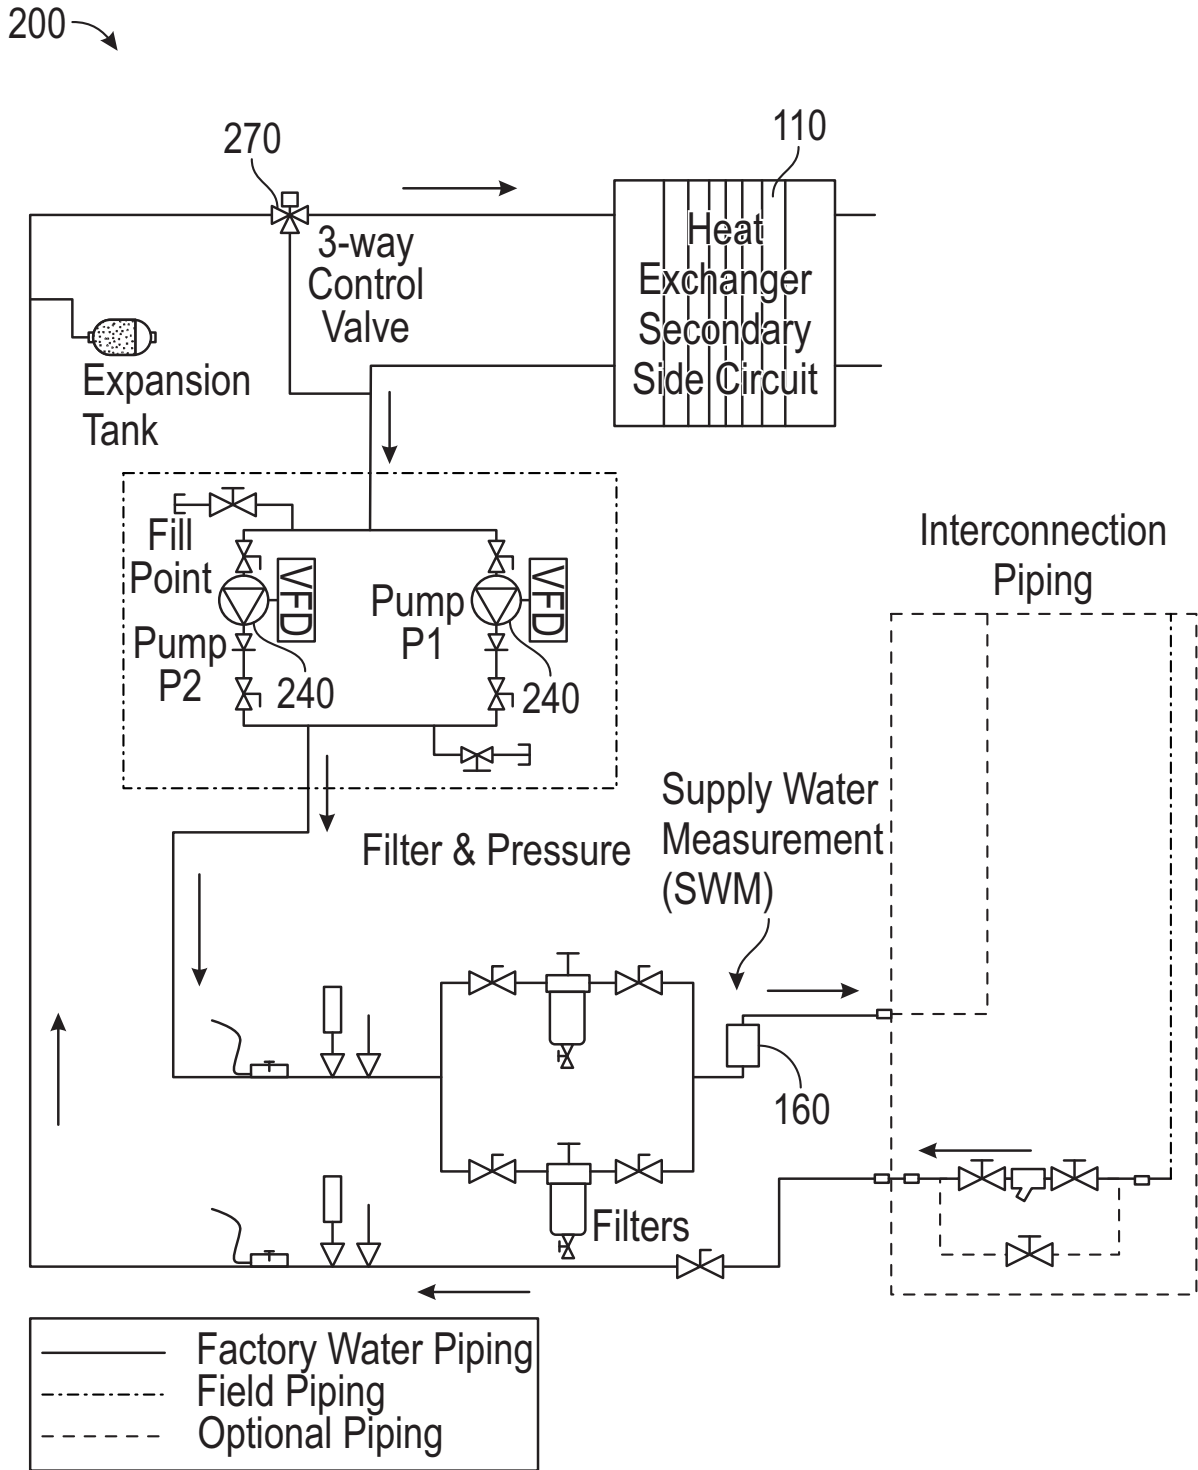 200
270
110
3-way
Control
Valve
Heat
Exchanger
Secondary
Side Circuit
Expansion
Tank
Fill
Point
VFD
Pump
P1
VFD
Pump
P2
240
240
Interconnection
Piping
Supply Water
Measurement
(SWM)
Filter & Pressure
160
Filters
Factory Water Piping
Field Piping
Optional Piping